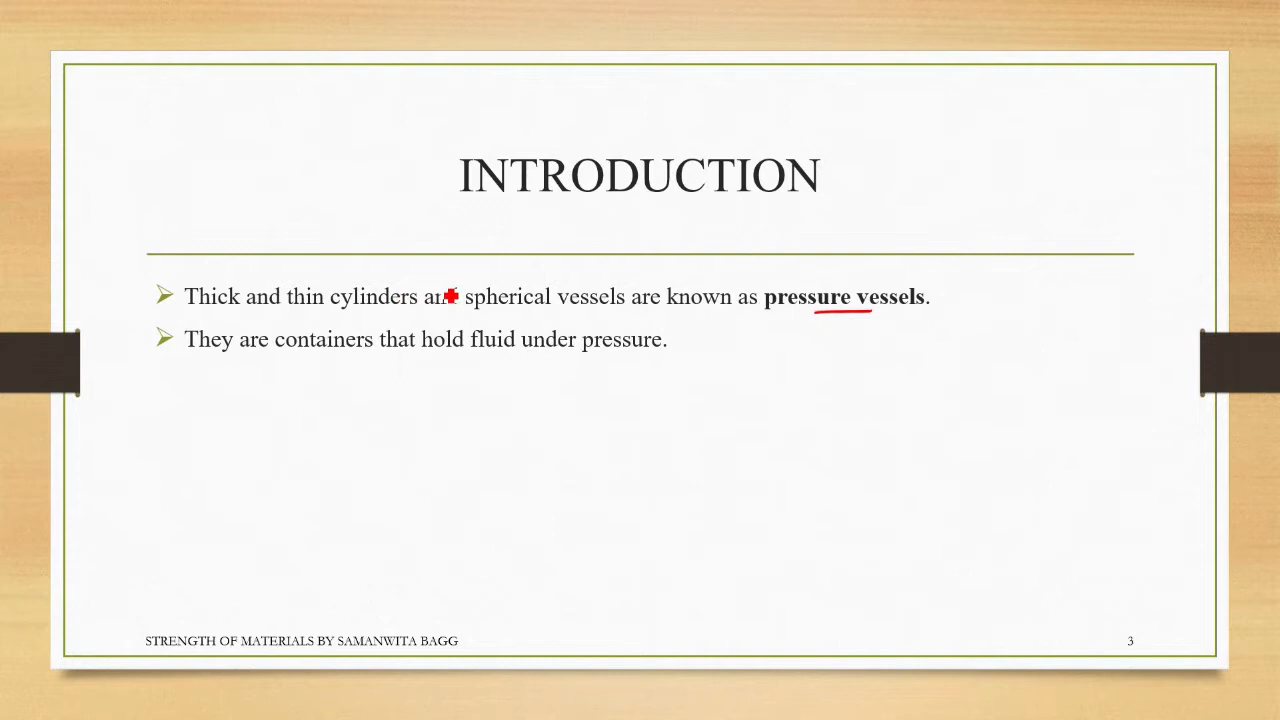 INTRODUCTION
Thick and thin cylinders and spherical vessels are known as pressure vessels.
They are containers that hold fluid under pressure.
STRENGTH OF MATERIALS BY SAMANWITA BAGG
3